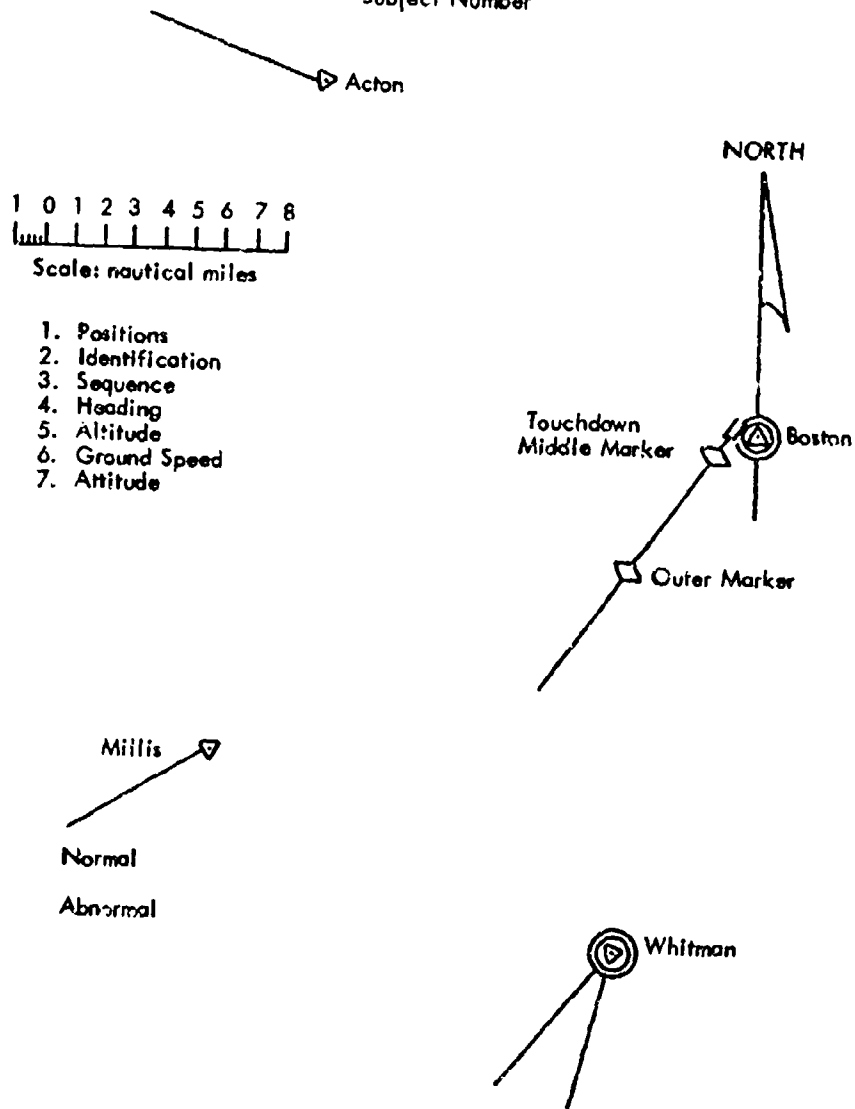 Subject Number
Acton
NORTH
1 0 1 2 3 4 5 6 7 8
Scale: nautical miles
1. Positions
2. Identification
3. Sequence
4. Heading
5. Altitude
6. Ground Speed
7. Attitude
Touchdown
Middle Marker
Boston
Outer Marker
Millis
Normal
Abnormal
Whitman